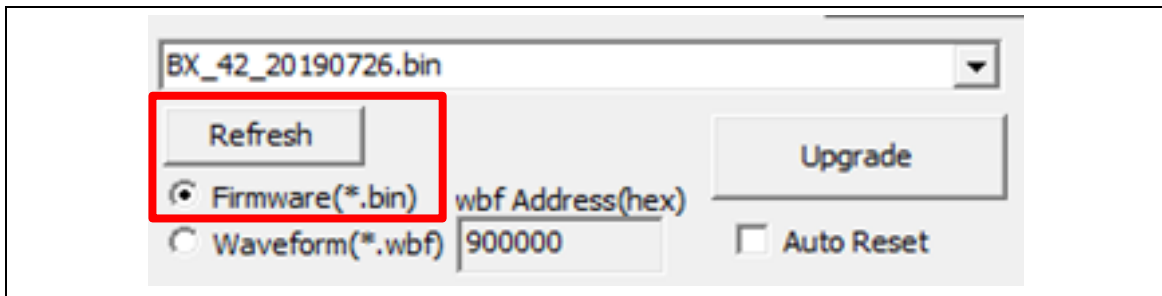 BX_42_20190726.bin
Refresh
Upgrade
Firmware(*.bin)
wbf Address(hex)
Waveform(*.wbf)
900000
Auto Reset